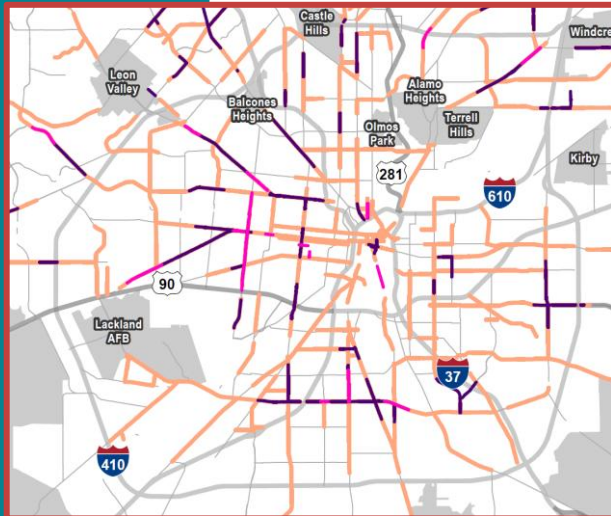 Castle
Hills
Windcre
Leon
Valley
Alamo
Heights
Balcones
Heights
Terrell
Hills
Olmos
Park
Kirby
281
610
90
Lackland
AFB
37
410